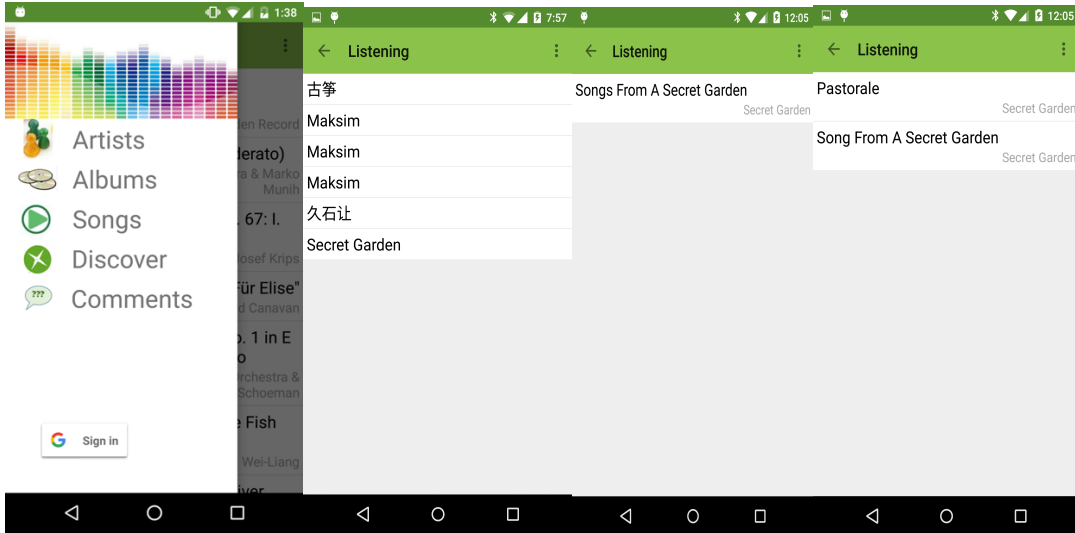 1:38
Artists
Albums
Songs
Discover
Comments
???
Sign in
den Record
derato)
ra & Marko
Munih
. 67: I.
Josef Krips
Für Elise"
d Canavan
o. 1 in E
o
rchestra &
Schoeman
e Fish
Wei-Liang
iver
7:57
Listening
古筝
Maksim
Maksim
Maksim
久石让
Secret Garden
12:05
Listening
Songs From A Secret Garden
Secret Garden
12:05
Listening
Pastorale
Secret Garden
Song From A Secret Garden
Secret Garden